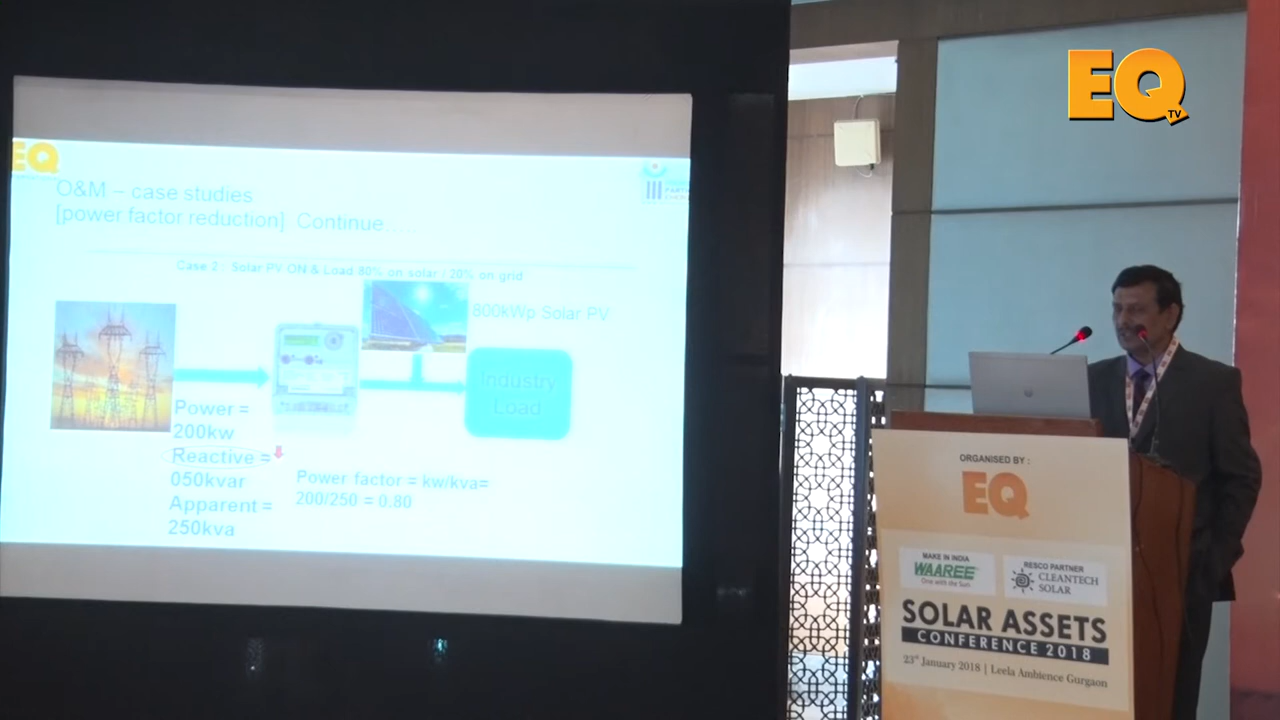 EQ
TV
EQ
O&M – case studies
[power factor reduction] Continue.....
Case 2 : Solar PV ON & Load 80% on solar / 20% on grid
800kWp Solar PV
Industry
Load
Power =
200kw
Reactive =
050kvar
Apparent =
250kva
Power factor = kw/kva=
200/250 = 0.80
ORGANISED BY :
EQ
MAKE IN INDIA
WAAREE
One with the Sun
RESCO PARTNER
CLEANTECH
SOLAR
SOLAR ASSETS
CONFERENCE 2018
23rd January 2018 | Leela Ambience Gurgaon